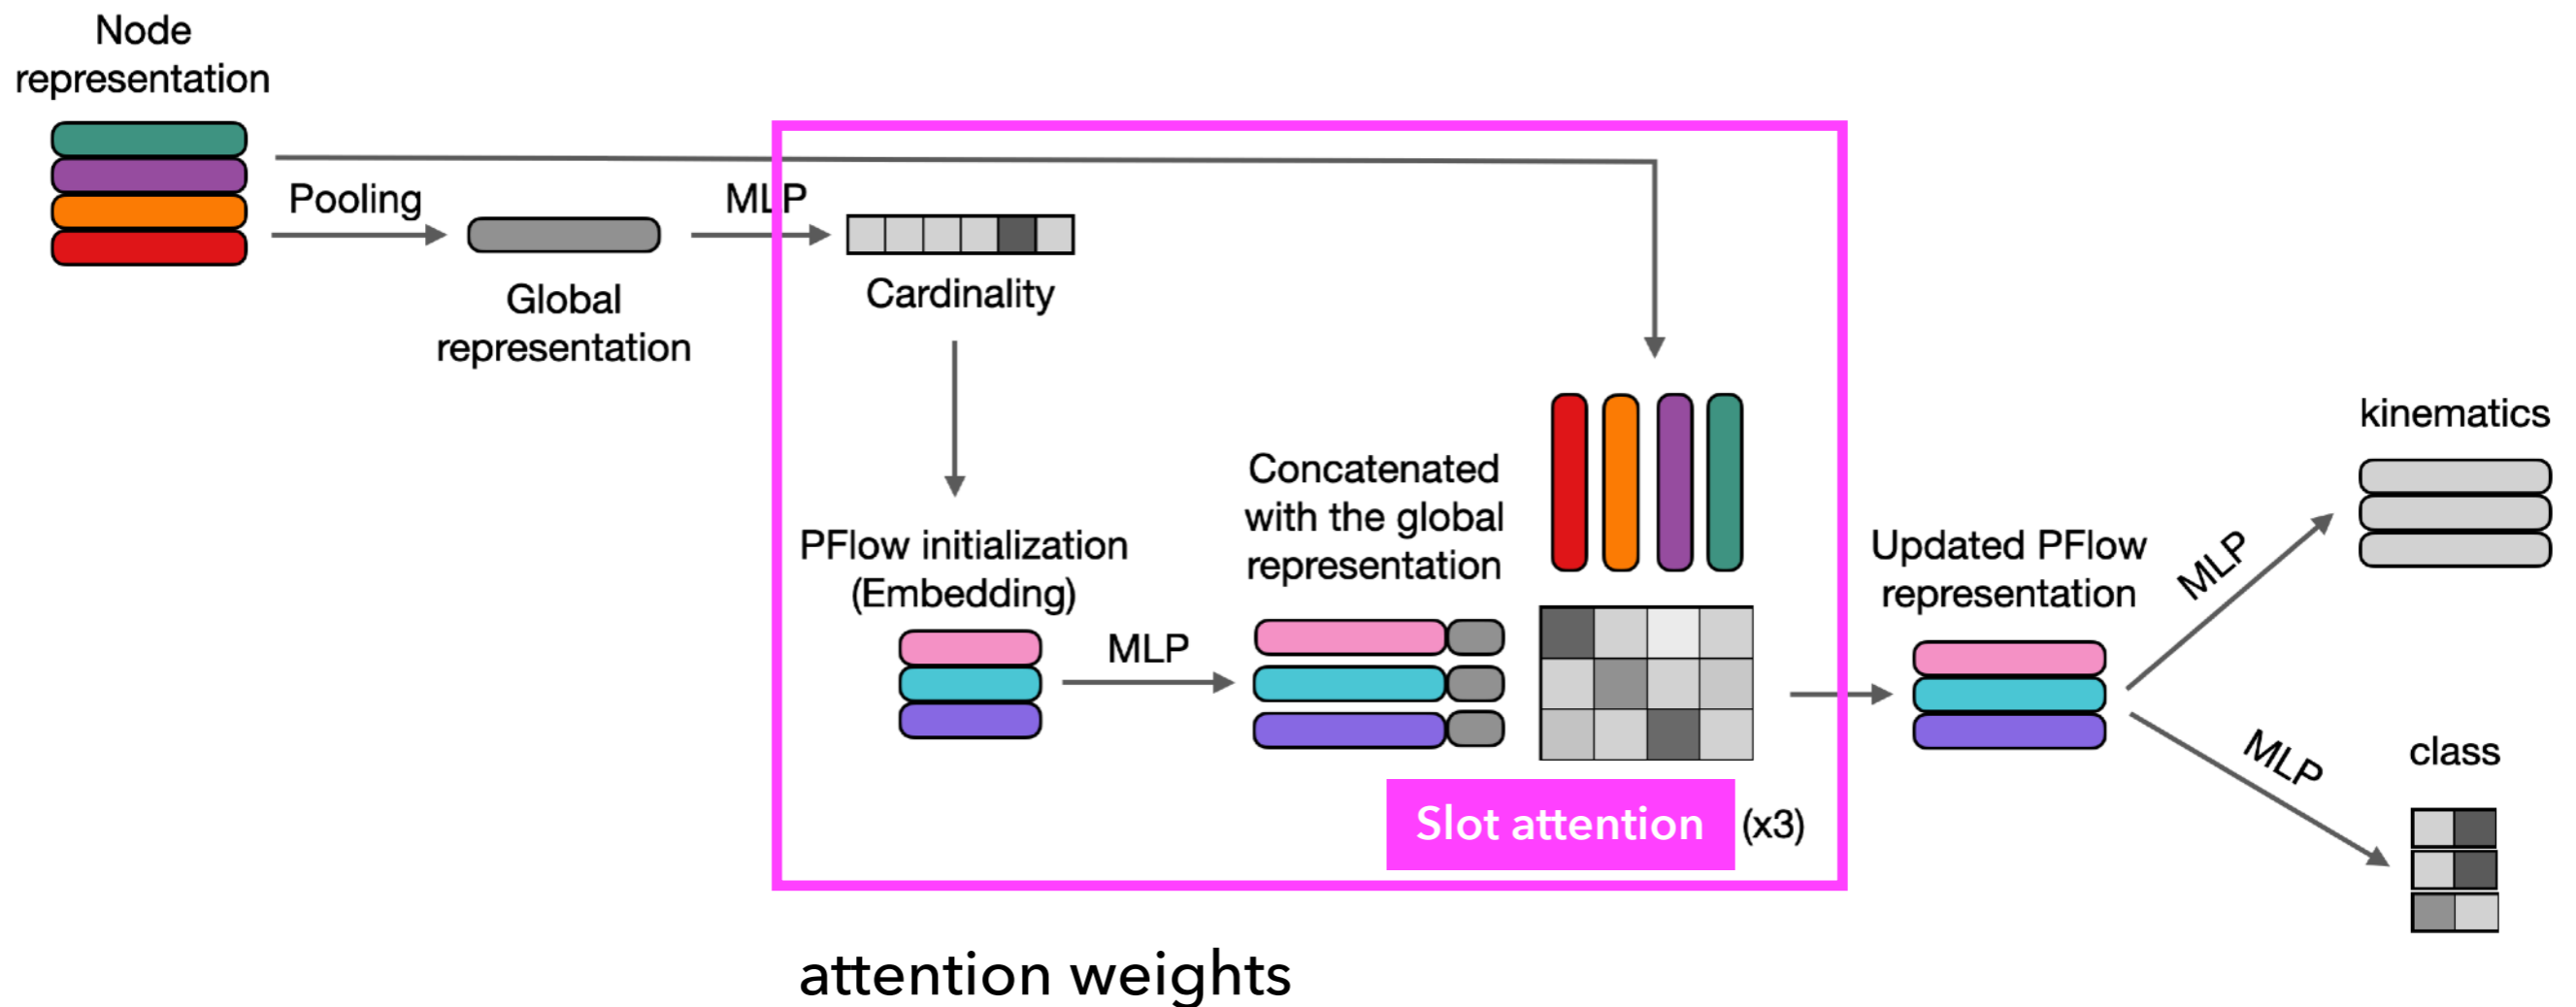 Node
representation
Pooling
Global
representation
MLP
Cardinality
PFlow initialization
(Embedding)
MLP
Concatenated
with the global
representation
Slot attention
(x3)
Updated PFlow
representation
MLP
kinematics
MLP
class
attention weights